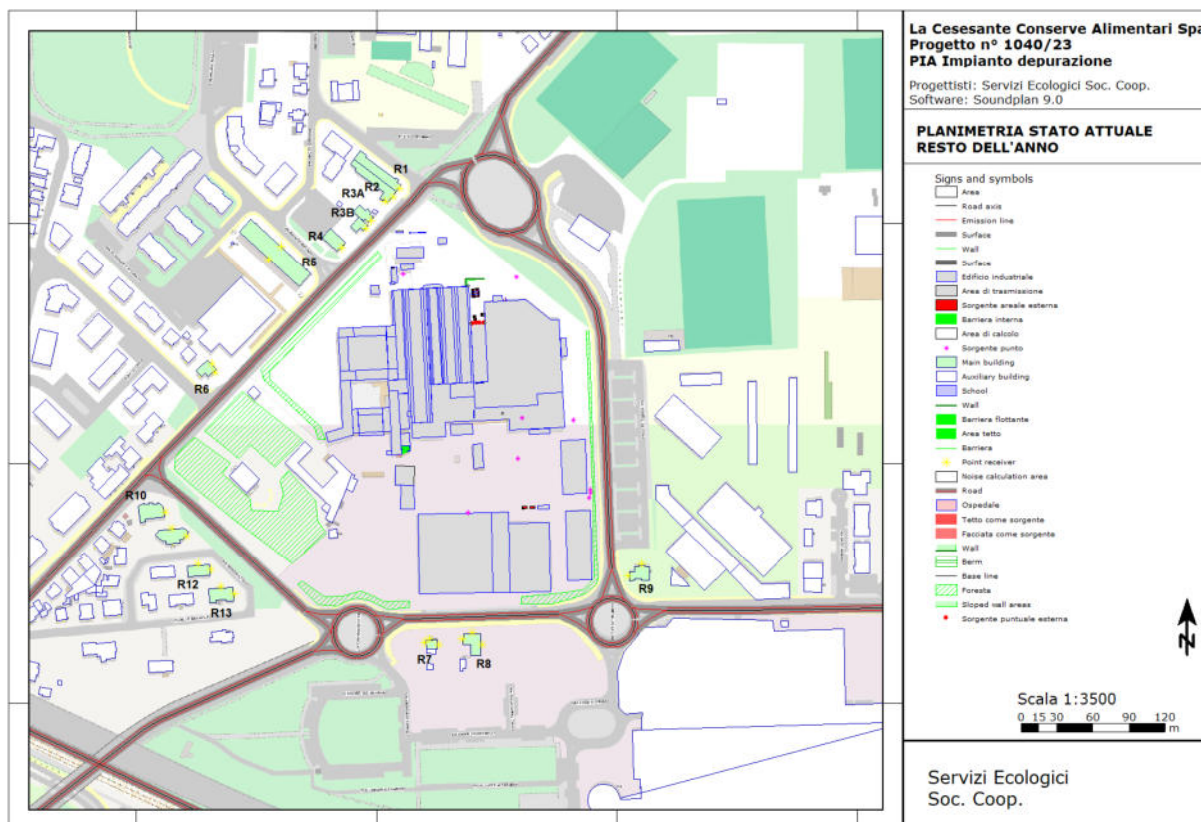 La Cesesante Conserve Alimentari Spa
Progetto n° 1040/23
PIA Impianto depurazione
Progettisti: Servizi Ecologici Soc. Coop.
Software: Soundplan 9.0
PLANIMETRIA STATO ATTUALE
RESTO DELL'ANNO
Signs and symbols
Area
Road axis
Emission line
Surface
Wall
Surface
Edificio industriale
Area di trasmissione
Sorgente areale esterna
Barriera interna
Area di calcolo
Sorgente punto
Main building
Auxiliary building
School
Wall
Barriera flottante
Area tetto
Barriera
Point receiver
Noise calculation area
Road
Ospedale
Tetto come sorgente
Facciata come sorgente
Wall
Berm
Base line
Foresta
Sloped wall areas
Sorgente puntuale esterna
N
Scala 1:3500
0 15 30 60 90 120
m
Servizi Ecologici
Soc. Coop.
R1
R2
R3A
R3B
R4
R5
R6
R10
R12
R13
R7
R8
R9